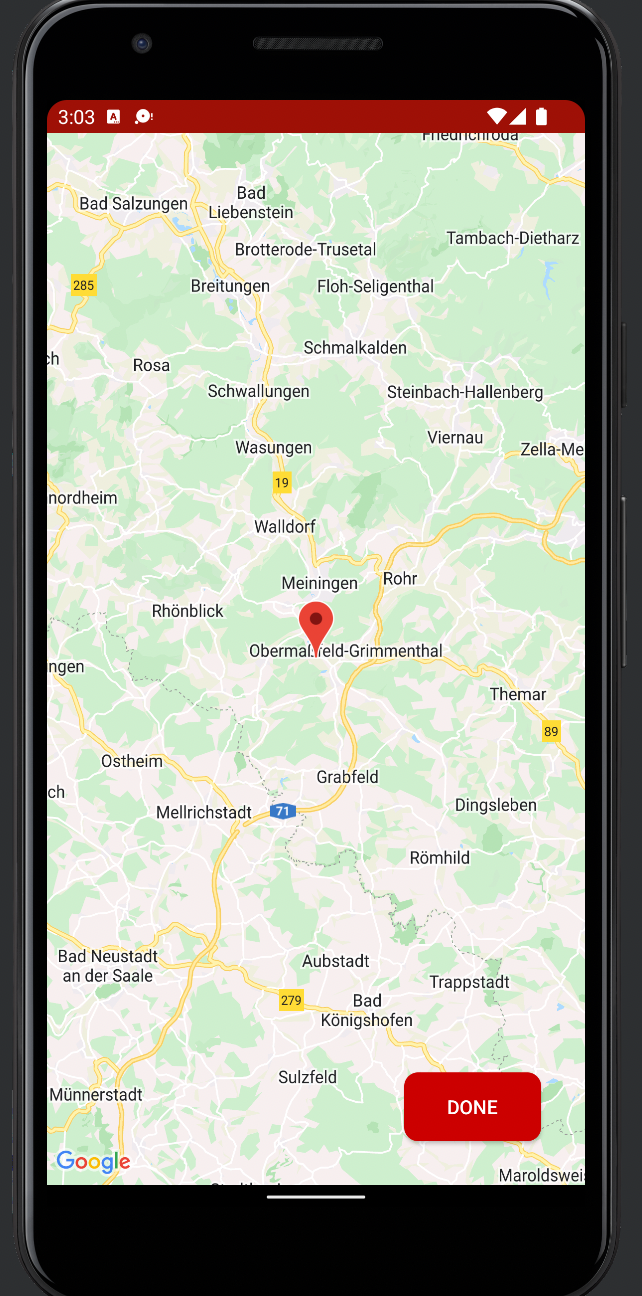 3:03
Friedrichroda
Bad Salzungen
Bad
Liebenstein
Tambach-Dietharz
Brotterode-Trusetal
285
Breitungen
Floh-Seligenthal
Schmalkalden
ch
Rosa
Schwallungen
Steinbach-Hallenberg
Viernau
Wasungen
Zella-Me
19
nordheim
Walldorf
Meiningen
Rohr
Rhönblick
Obermaßfeld-Grimmenthal
ngen
Themar
89
Ostheim
Grabfeld
ch
Mellrichstadt
71
Dingsleben
Römhild
Bad Neustadt
an der Saale
Aubstadt
Trappstadt
279
Bad
Königshofen
Sulzfeld
Münnerstadt
DONE
Google
Maroldsweis